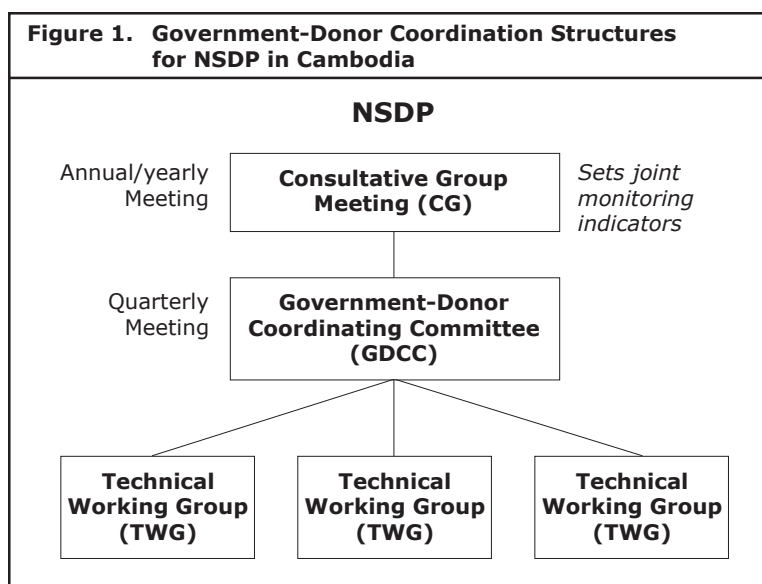 Figure 1. Government-Donor Coordination Structures
for NSDP in Cambodia
NSDP
Annual/yearly
Meeting
Consultative Group
Meeting (CG)
Sets joint
monitoring
indicators
Quarterly
Meeting
Government-Donor
Coordinating Committee
(GDCC)
Technical
Working Group
(TWG)
Technical
Working Group
(TWG)
Technical
Working Group
(TWG)